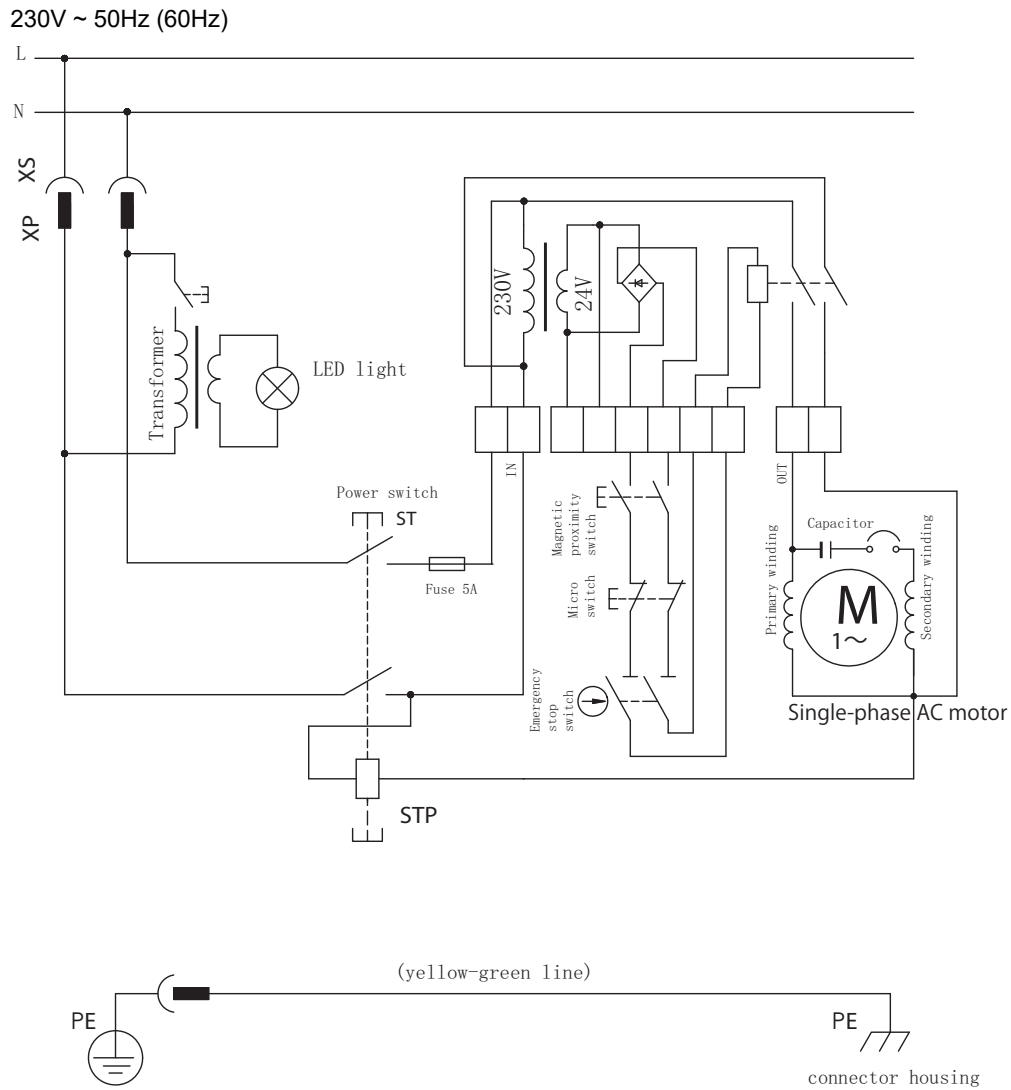 230V ~ 50Hz (60Hz)
L
N
XS
XP
Transformer
LED light
230V
24V
IN
OUT
Power switch
ST
Fuse 5A
Magnetic
proximity
switch
Micro
switch
Emergency
stop
switch
Capacitor
Primary winding
Secondary winding
M
1~
Single-phase AC motor
STP
(yellow-green line)
PE
PE
connector housing